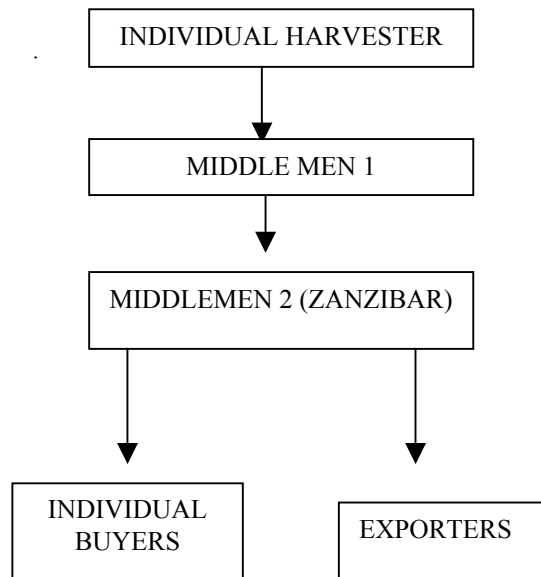 INDIVIDUAL HARVESTER
MIDDLE MEN 1
MIDDLEMEN 2 (ZANZIBAR)
INDIVIDUAL
BUYERS
EXPORTERS